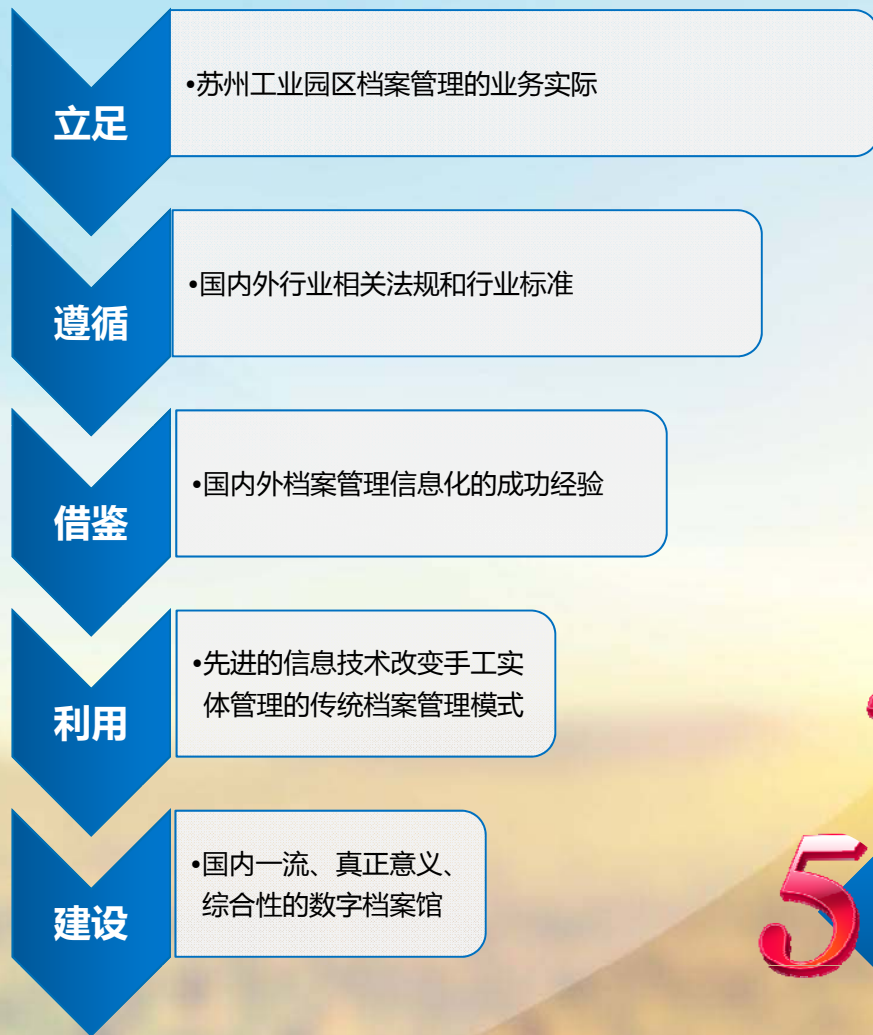 立足
•苏州工业园区档案管理的业务实际
遵循
•国内外行业相关法规和行业标准
借鉴
•国内外档案管理信息化的成功经验
利用
•先进的信息技术改变手工实
体管理的传统档案管理模式
建设
•国内一流、真正意义、
综合性的数字档案馆
5